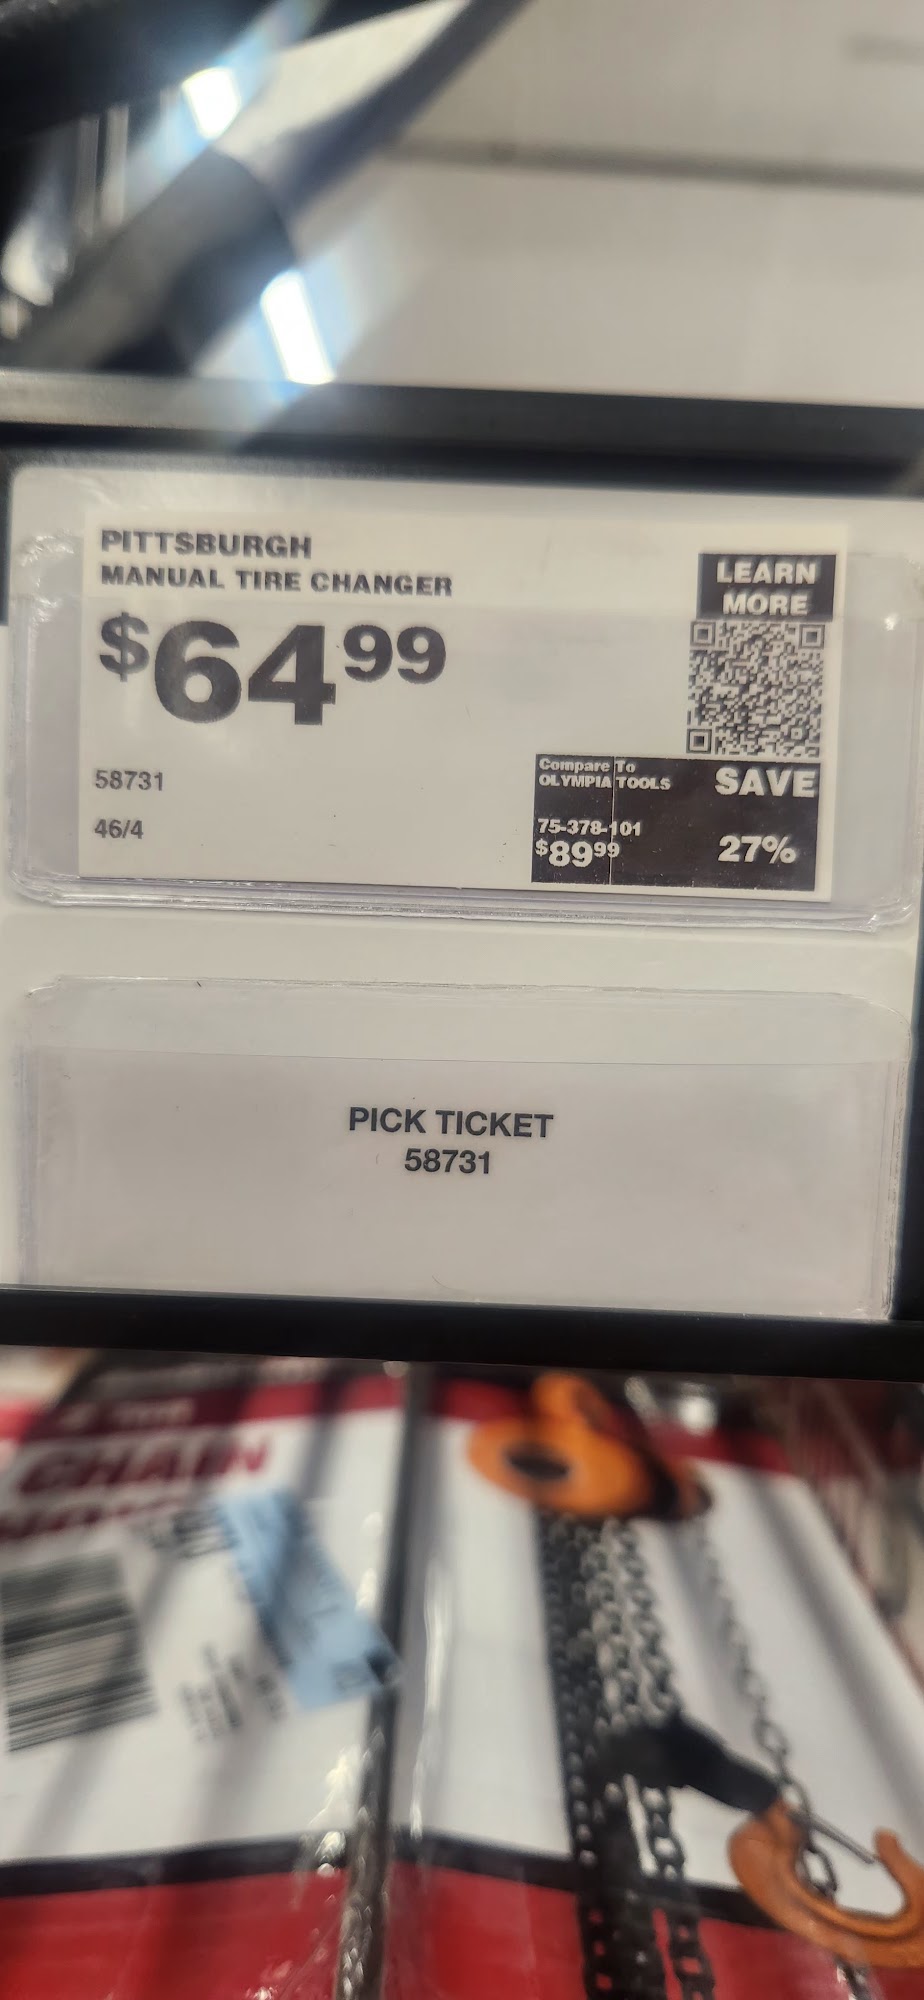 PITTSBURGH
MANUAL TIRE CHANGER
$64.99
58731
46/4
LEARN
MORE
Compare To
OLYMPIA TOOLS
75-378-101
$89.99
SAVE
27%
PICK TICKET
58731
CHAIN